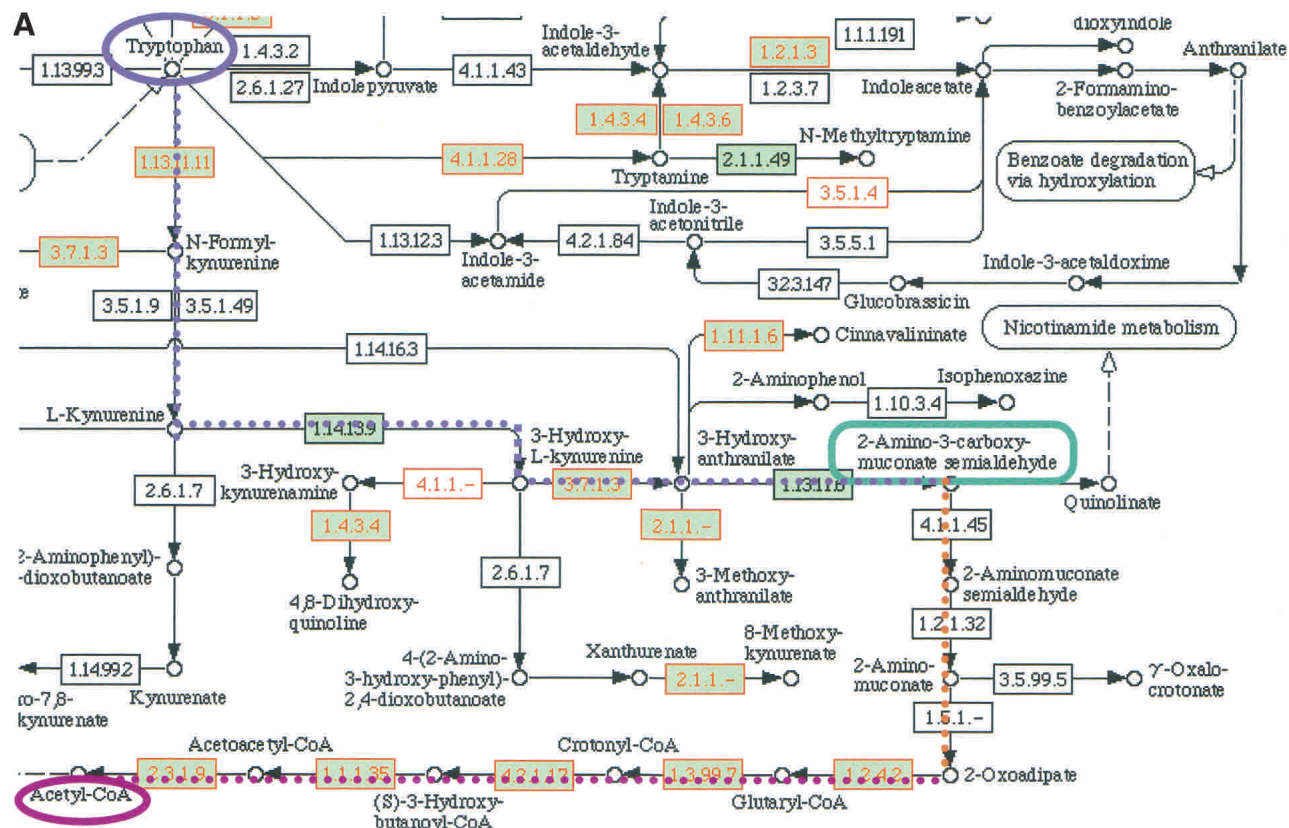 A
Tryptophan
1.13.99.3
1.4.3.2
2.6.1.27
Indolepyruvate
4.1.1.43
Indole-3-
acetaldehyde
1.2.1.3
1.2.3.7
1.1.1.191
Indoleacetate
dioxyindole
2-Formamino-
benzoylacetate
Anthranilate
1.4.3.4
1.4.3.6
1.13.11.11
4.1.1.28
Tryptamine
2.1.1.49
N-Methyltryptamine
Benzoate degradation
via hydroxylation
3.5.1.4
3.7.1.3
N-Formyl-
kynurenine
1.13.12.3
Indole-3-
acetamide
4.2.1.84
Indole-3-
acetonitrile
3.5.5.1
3.5.1.9
3.5.1.49
3.2.3.147
Glucobrassicin
Indole-3-acetaldoxime
1.14.16.3
1.11.1.6
Cinnavalininate
Nicotinamide metabolism
2-Aminophenol
1.10.3.4
Isophenoxazine
L-Kynurenine
1.14.13.9
3-Hydroxy-
L-kynurenine
3-Hydroxy-
anthranilate
2-Amino-3-carboxy-
muconate semialdehyde
3-Hydroxy-
kynurenamine
4.1.1.-
3.7.1.3
1.13.11.6
Quinolinate
2.6.1.7
1.4.3.4
2.1.1.-
4.1.1.45
2-Aminophenyl)-
-dioxobutanoate
4,8-Dihydroxy-
quinoline
2.6.1.7
3-Methoxy-
anthranilate
2-Aminomuconate
semialdehyde
1.2.1.32
1.14.99.2
Kynurenate
ro-7,8-
kynurenate
4-(2-Amino-
3-hydroxy-phenyl)-
2,4-dioxobutanoate
Xanthurenate
2.1.1.-
8-Methoxy-
kynurenate
2-Amino-
muconate
3.5.99.5
γ-Oxalo-
crotonate
1.5.1.-
Acetyl-CoA
2.3.1.9
Acetoacetyl-CoA
1.1.1.35
(S)-3-Hydroxy-
butanoyl-CoA
4.2.1.17
Crotonyl-CoA
1.3.99.7
Glutaryl-CoA
1.2.4.2
2-Oxoadipate